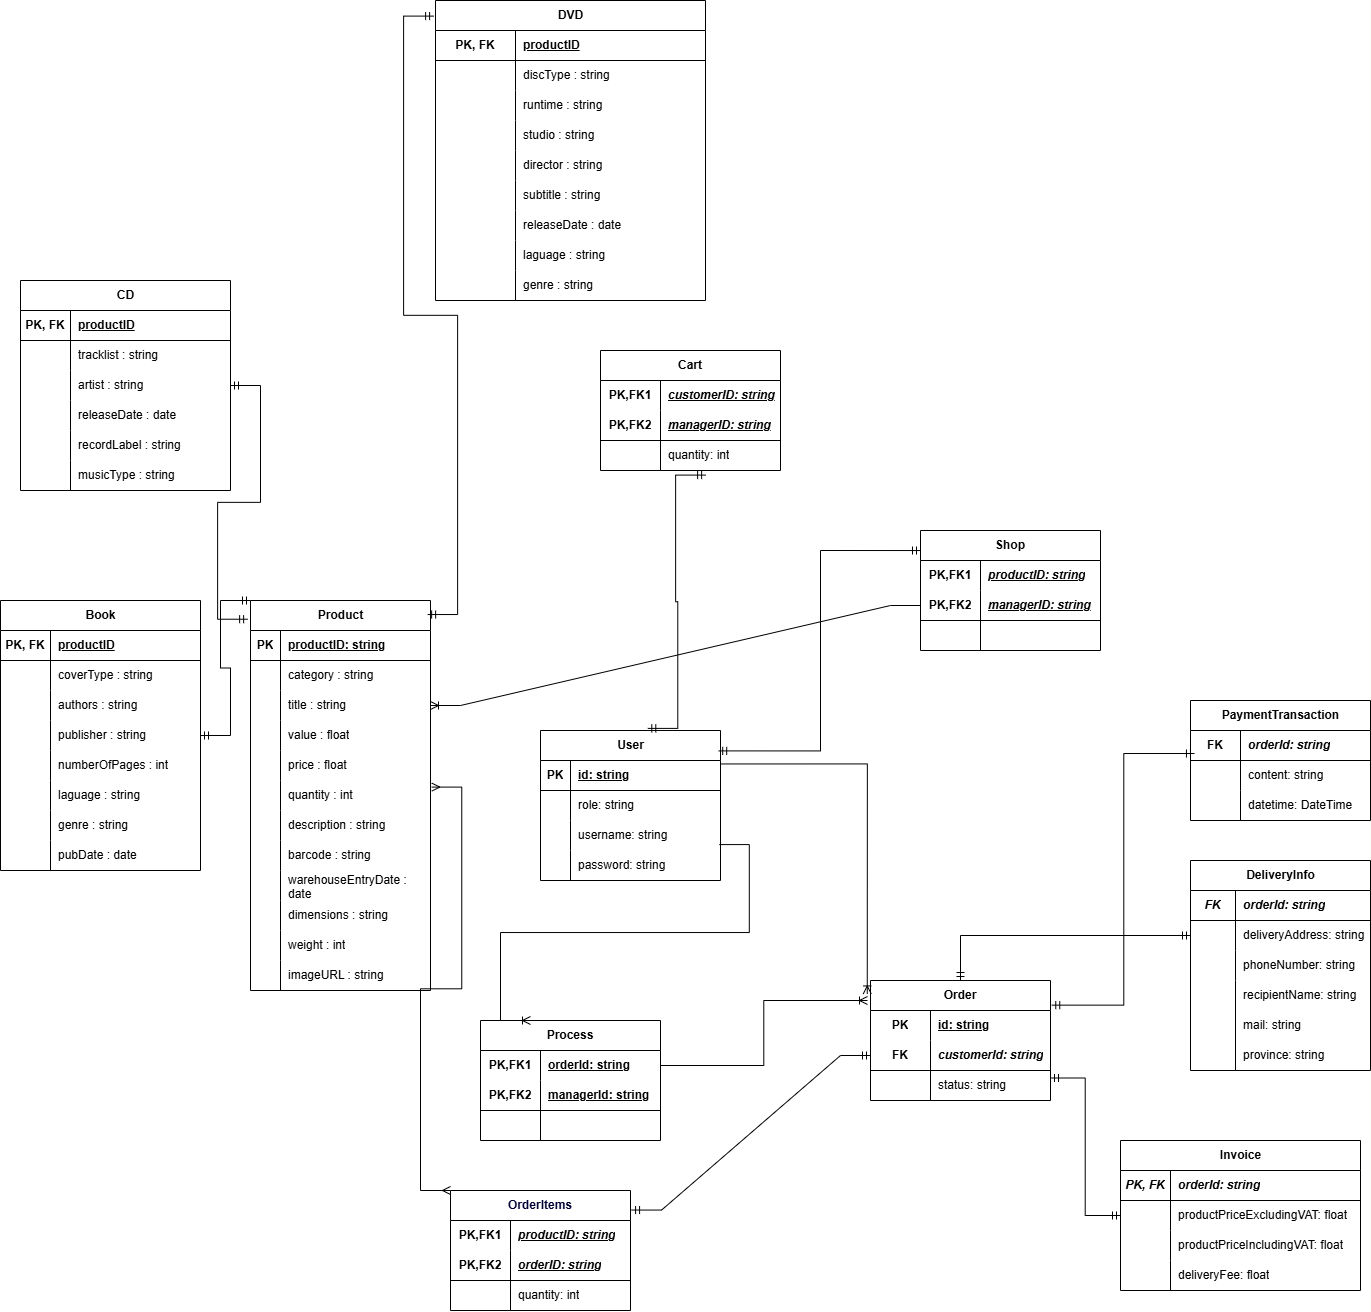 DVD
PK, FK productID
discType : string
runtime : string
studio : string
director : string
subtitle : string
releaseDate : date
laguage : string
genre : string
CD
PK, FK productID
tracklist : string
artist : string
releaseDate : date
recordLabel : string
musicType : string
Cart
PK,FK1 customerID: string
PK,FK2 managerID: string
quantity: int
Shop
PK,FK1 productID: string
PK,FK2 managerID: string
Book
PK, FK productID
coverType : string
authors : string
publisher : string
numberOfPages : int
laguage : string
genre : string
pubDate : date
Product
PK productID: string
category : string
title : string
value : float
price : float
quantity : int
description : string
barcode : string
warehouseEntryDate :
date
dimensions : string
weight : int
imageURL : string
User
PK id: string
role: string
username: string
password: string
PaymentTransaction
FK orderId: string
content: string
datetime: DateTime
DeliveryInfo
FK orderId: string
deliveryAddress: string
phoneNumber: string
recipientName: string
mail: string
province: string
Order
PK id: string
FK customerId: string
status: string
Process
PK,FK1 orderId: string
PK,FK2 managerId: string
Invoice
PK, FK orderId: string
productPriceExcludingVAT: float
productPriceIncludingVAT: float
deliveryFee: float
OrderItems
PK,FK1 productID: string
PK,FK2 orderID: string
quantity: int